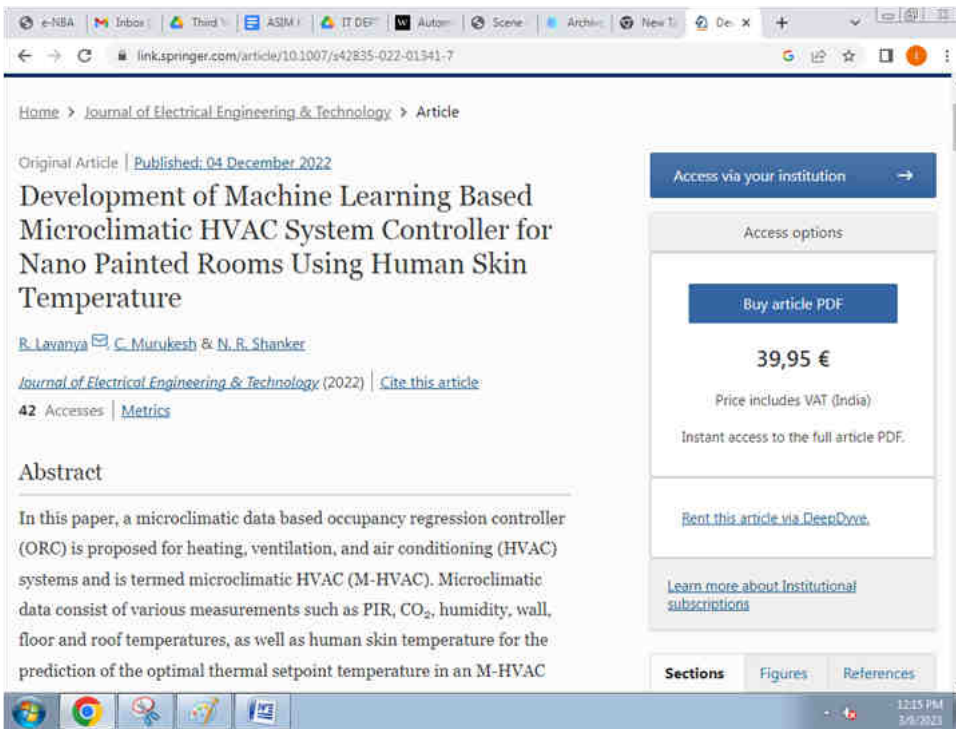 e-NBA
Inbox
Third
ASIM
IT DEP
Autom
Scene
Archive
New T
De
link.springer.com/article/10.1007/s42835-022-01341-7
Home > Journal of Electrical Engineering & Technology > Article
Original Article | Published: 04 December 2022
Development of Machine Learning Based
Microclimatic HVAC System Controller for
Nano Painted Rooms Using Human Skin
Temperature
R. Lavanya, C. Murukesh & N. R. Shanker
Journal of Electrical Engineering & Technology (2022) | Cite this article
42 Accesses | Metrics
Abstract
In this paper, a microclimatic data based occupancy regression controller
(ORC) is proposed for heating, ventilation, and air conditioning (HVAC)
systems and is termed microclimatic HVAC (M-HVAC). Microclimatic
data consist of various measurements such as PIR, CO₂, humidity, wall,
floor and roof temperatures, as well as human skin temperature for the
prediction of the optimal thermal setpoint temperature in an M-HVAC
Access via your institution →
Access options
Buy article PDF
39,95 €
Price includes VAT (India)
Instant access to the full article PDF.
Rent this article via DeepDyve.
Learn more about Institutional
subscriptions
Sections Figures References
12:15 PM
3/9/2023